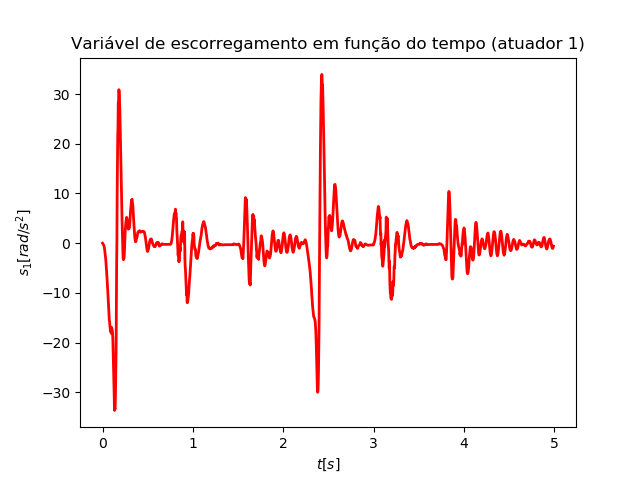 Variável de escorregamento em função do tempo (atuador 1)
30
20
10
0
−10
−20
−30
s₁[rad/s²]
0 1 2 3 4 5
t[s]